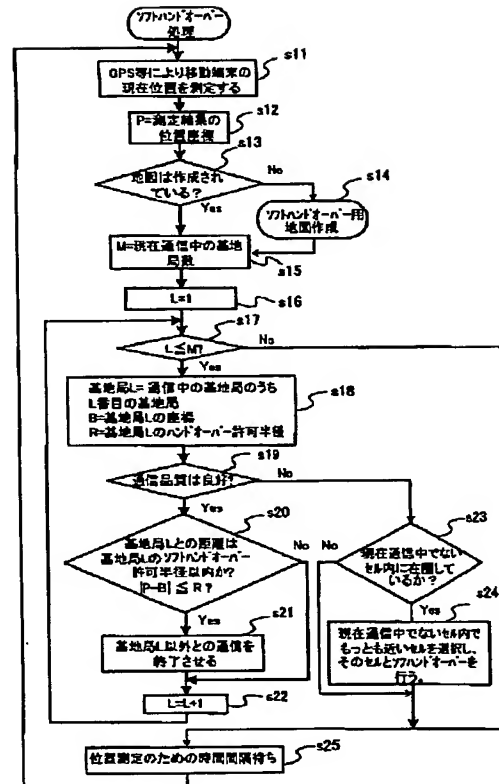 ソフトハンドオーバー
処理
s11
GPS等により移動端末の
現在位置を測定する
s12
P=測定結果の
位置座標
s13
地図は作成され
ている?
No
s14
Yes
ソフトハンドオーバー用
地図作成
M=現在通信中の基地
局数
s15
L=1
s16
s17
L≦M?
No
Yes
基地局L=通信中の基地局のうち
L番目の基地局
B=基地局Lの座標
R=基地局Lのハンドオーバー許可半径
s18
s19
通信品質は良好?
No
Yes
s20
基地局Lとの距離は
基地局Lのソフトハンドオーバー
許可半径以内か?
|P-B|≦R?
No
Yes
s23
現在通信中でない
セル内に在圏して
いるか?
No
Yes
s24
現在通信中でないセル内で
もっとも近いセルを選択し、
そのセルとソフトハンドオーバーを
行う。
s21
基地局L以外との通信を
終了させる
s22
L=L+1
位置測定のための時間間隔待ち
s25